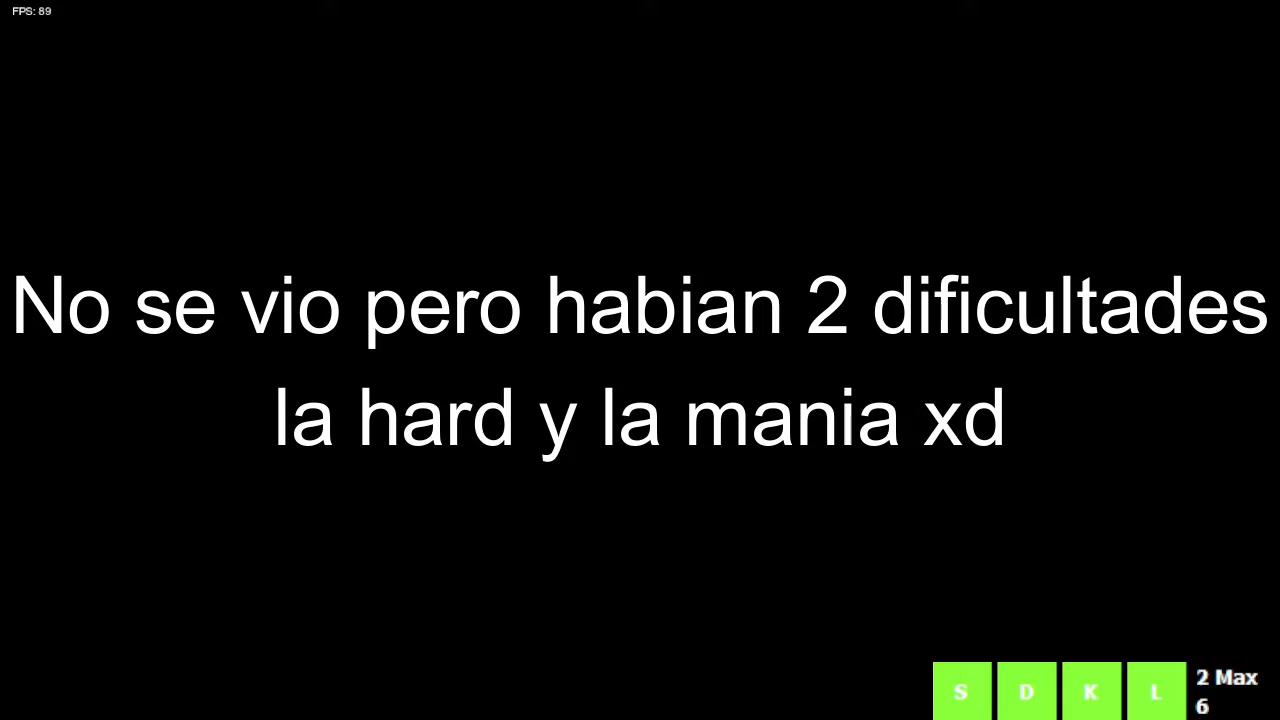 FPS: 89
No se vio pero habian 2 dificultades
la hard y la mania xd
S D K L 2 Max
6